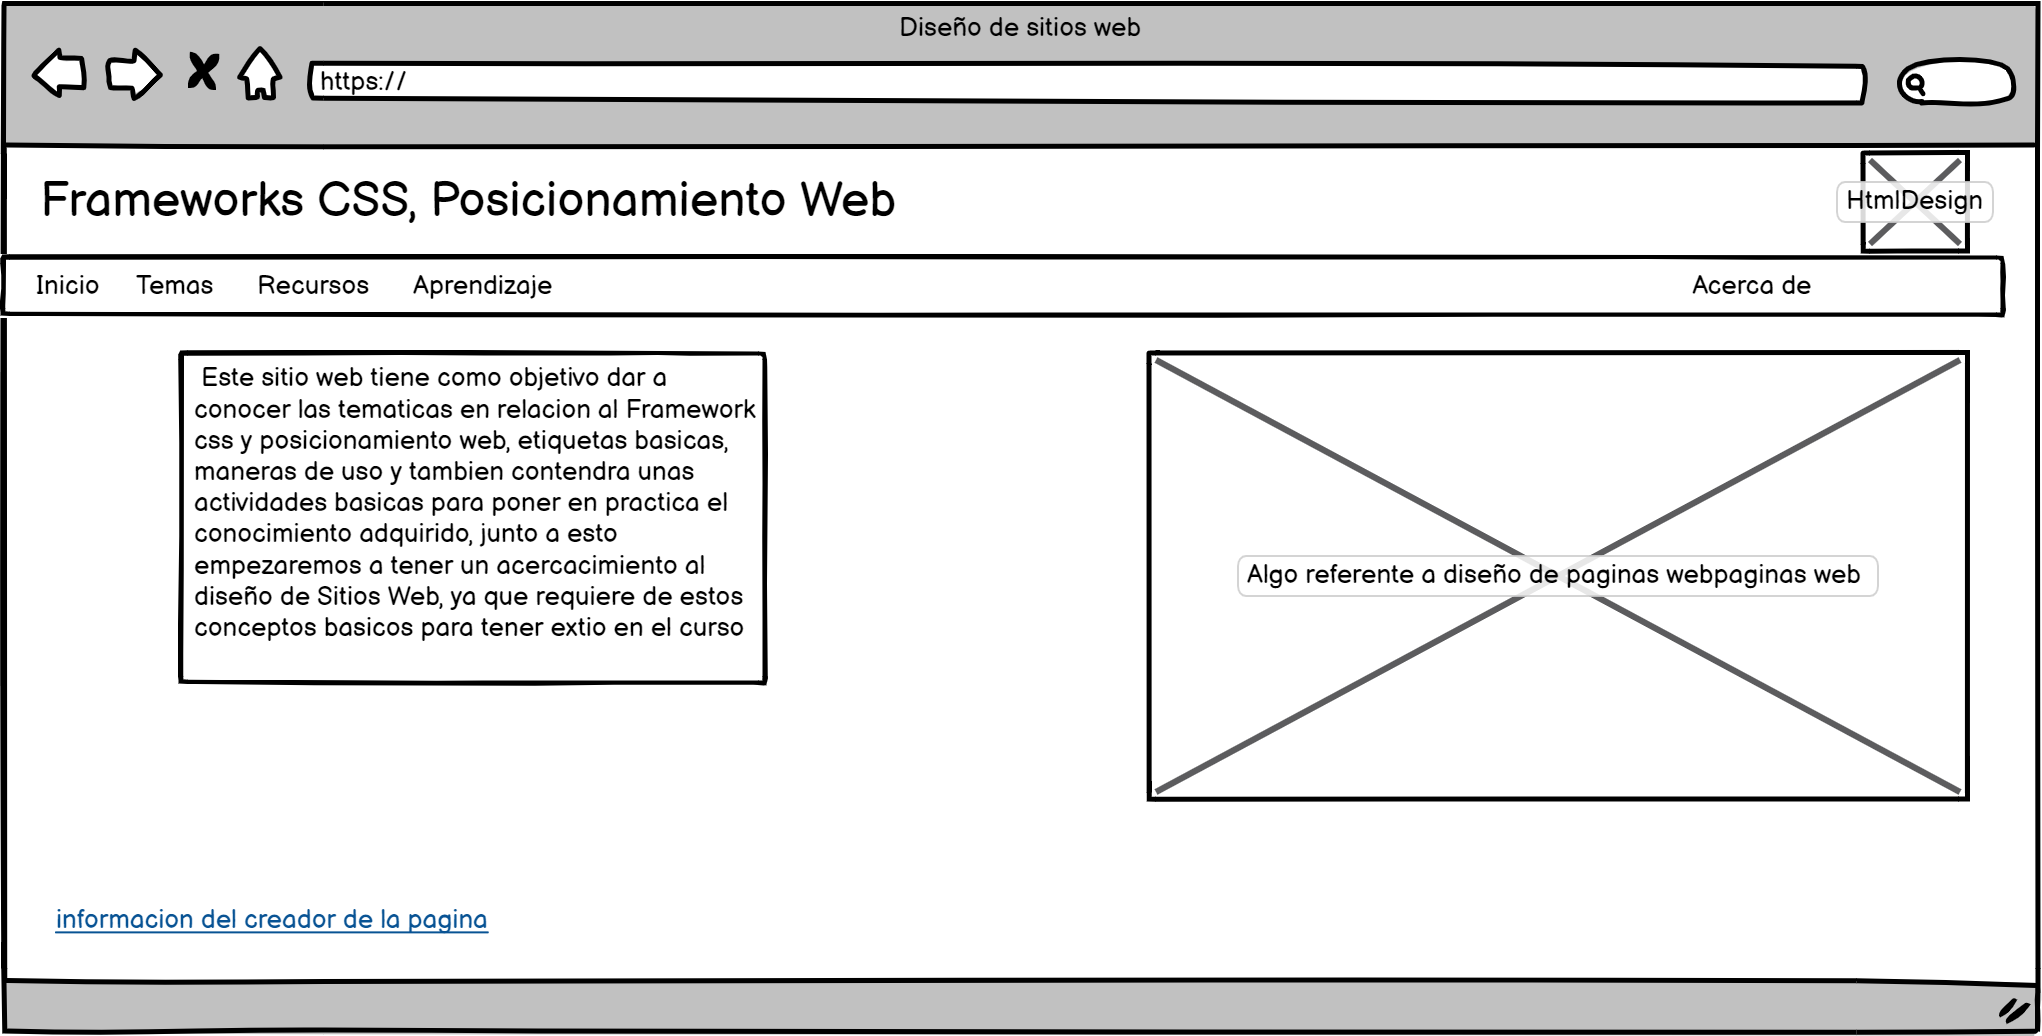 Diseño de sitios web
https://
Frameworks CSS, Posicionamiento Web
HtmlDesign
Inicio Temas Recursos Aprendizaje Acerca de
Este sitio web tiene como objetivo dar a
conocer las tematicas en relacion al Framework
css y posicionamiento web, etiquetas basicas,
maneras de uso y tambien contendra unas
actividades basicas para poner en practica el
conocimiento adquirido, junto a esto
empezaremos a tener un acercacimiento al
diseño de Sitios Web, ya que requiere de estos
conceptos basicos para tener extio en el curso
Algo referente a diseño de paginas webpaginas web
informacion del creador de la pagina